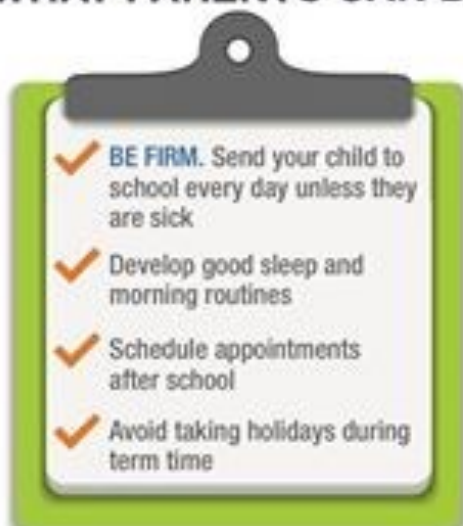 BE FIRM. Send your child to
school every day unless they
are sick
Develop good sleep and
morning routines
Schedule appointments
after school
Avoid taking holidays during
term time